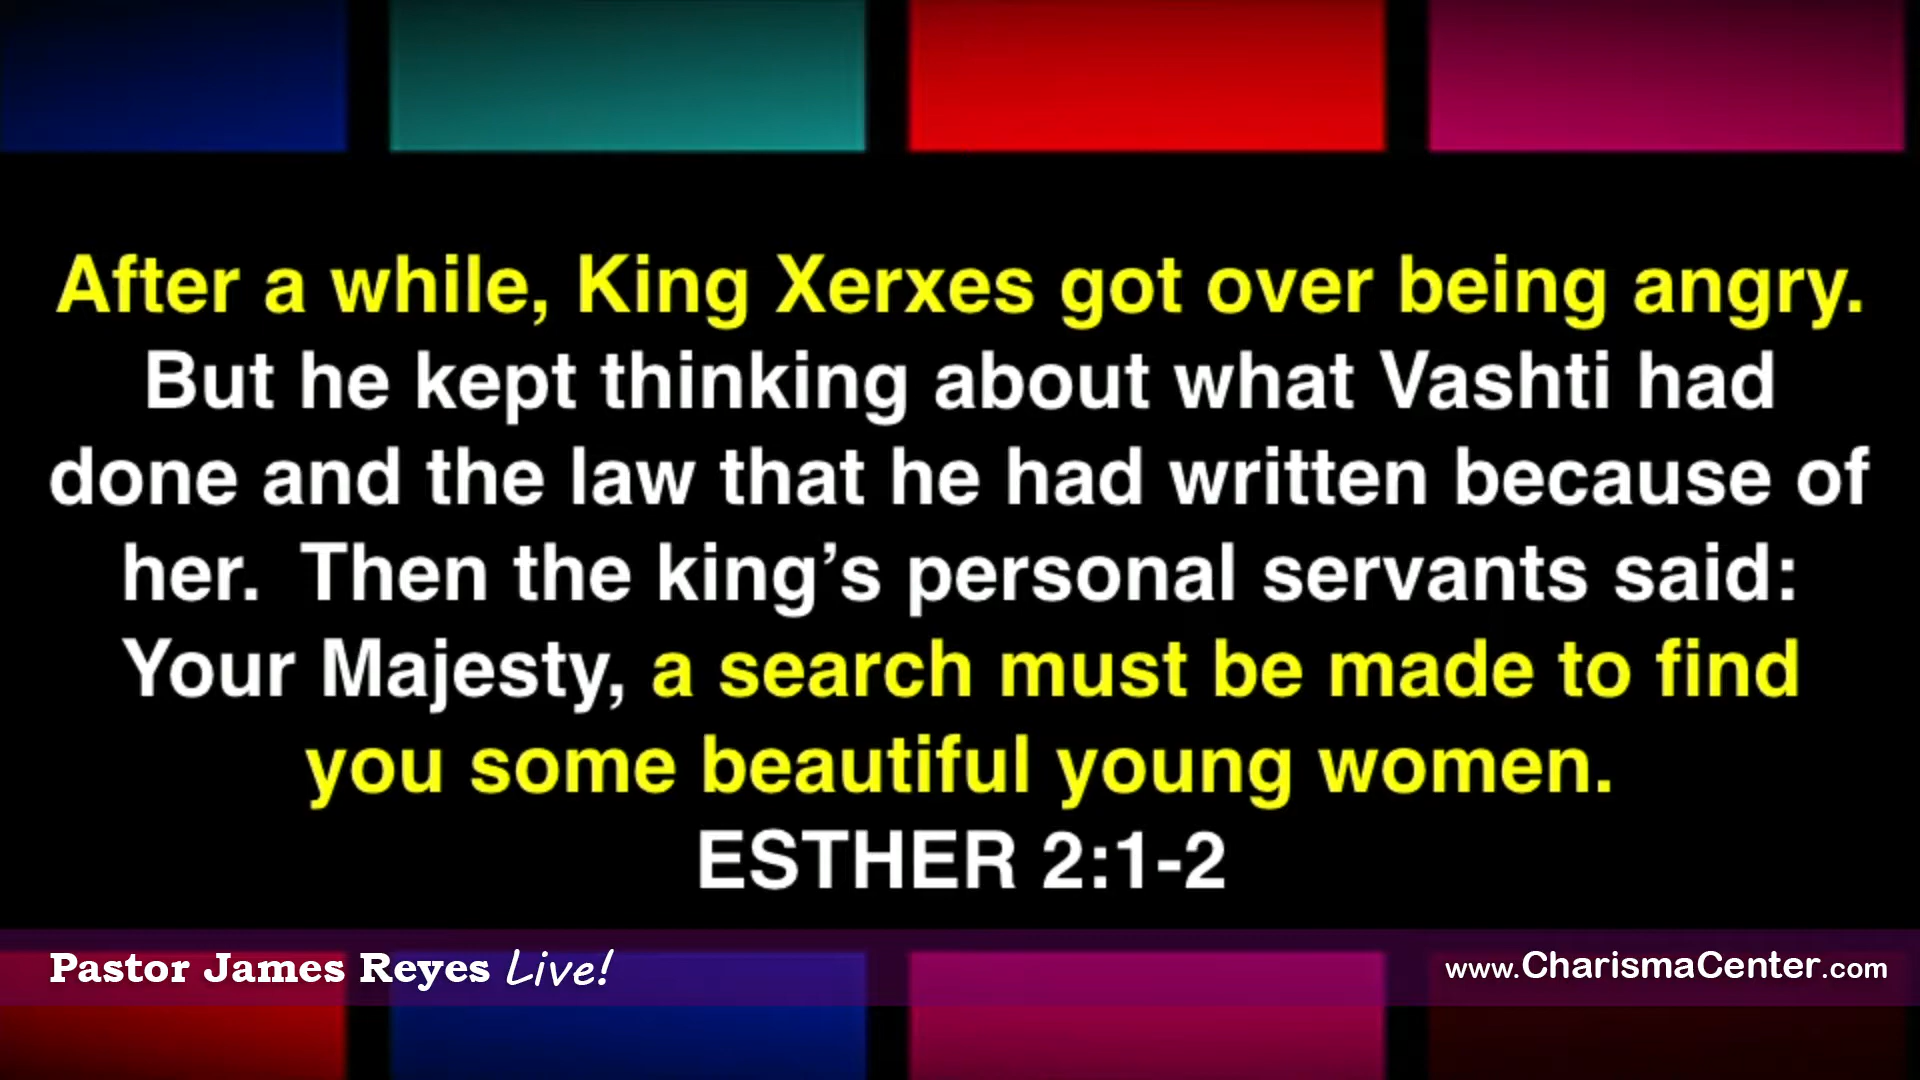 After a while, King Xerxes got over being angry.
But he kept thinking about what Vashti had
done and the law that he had written because of
her.  Then the king’s personal servants said:
Your Majesty, a search must be made to find
you some beautiful young women.
ESTHER 2:1-2
Pastor James Reyes Live!
www.CharismaCenter.com